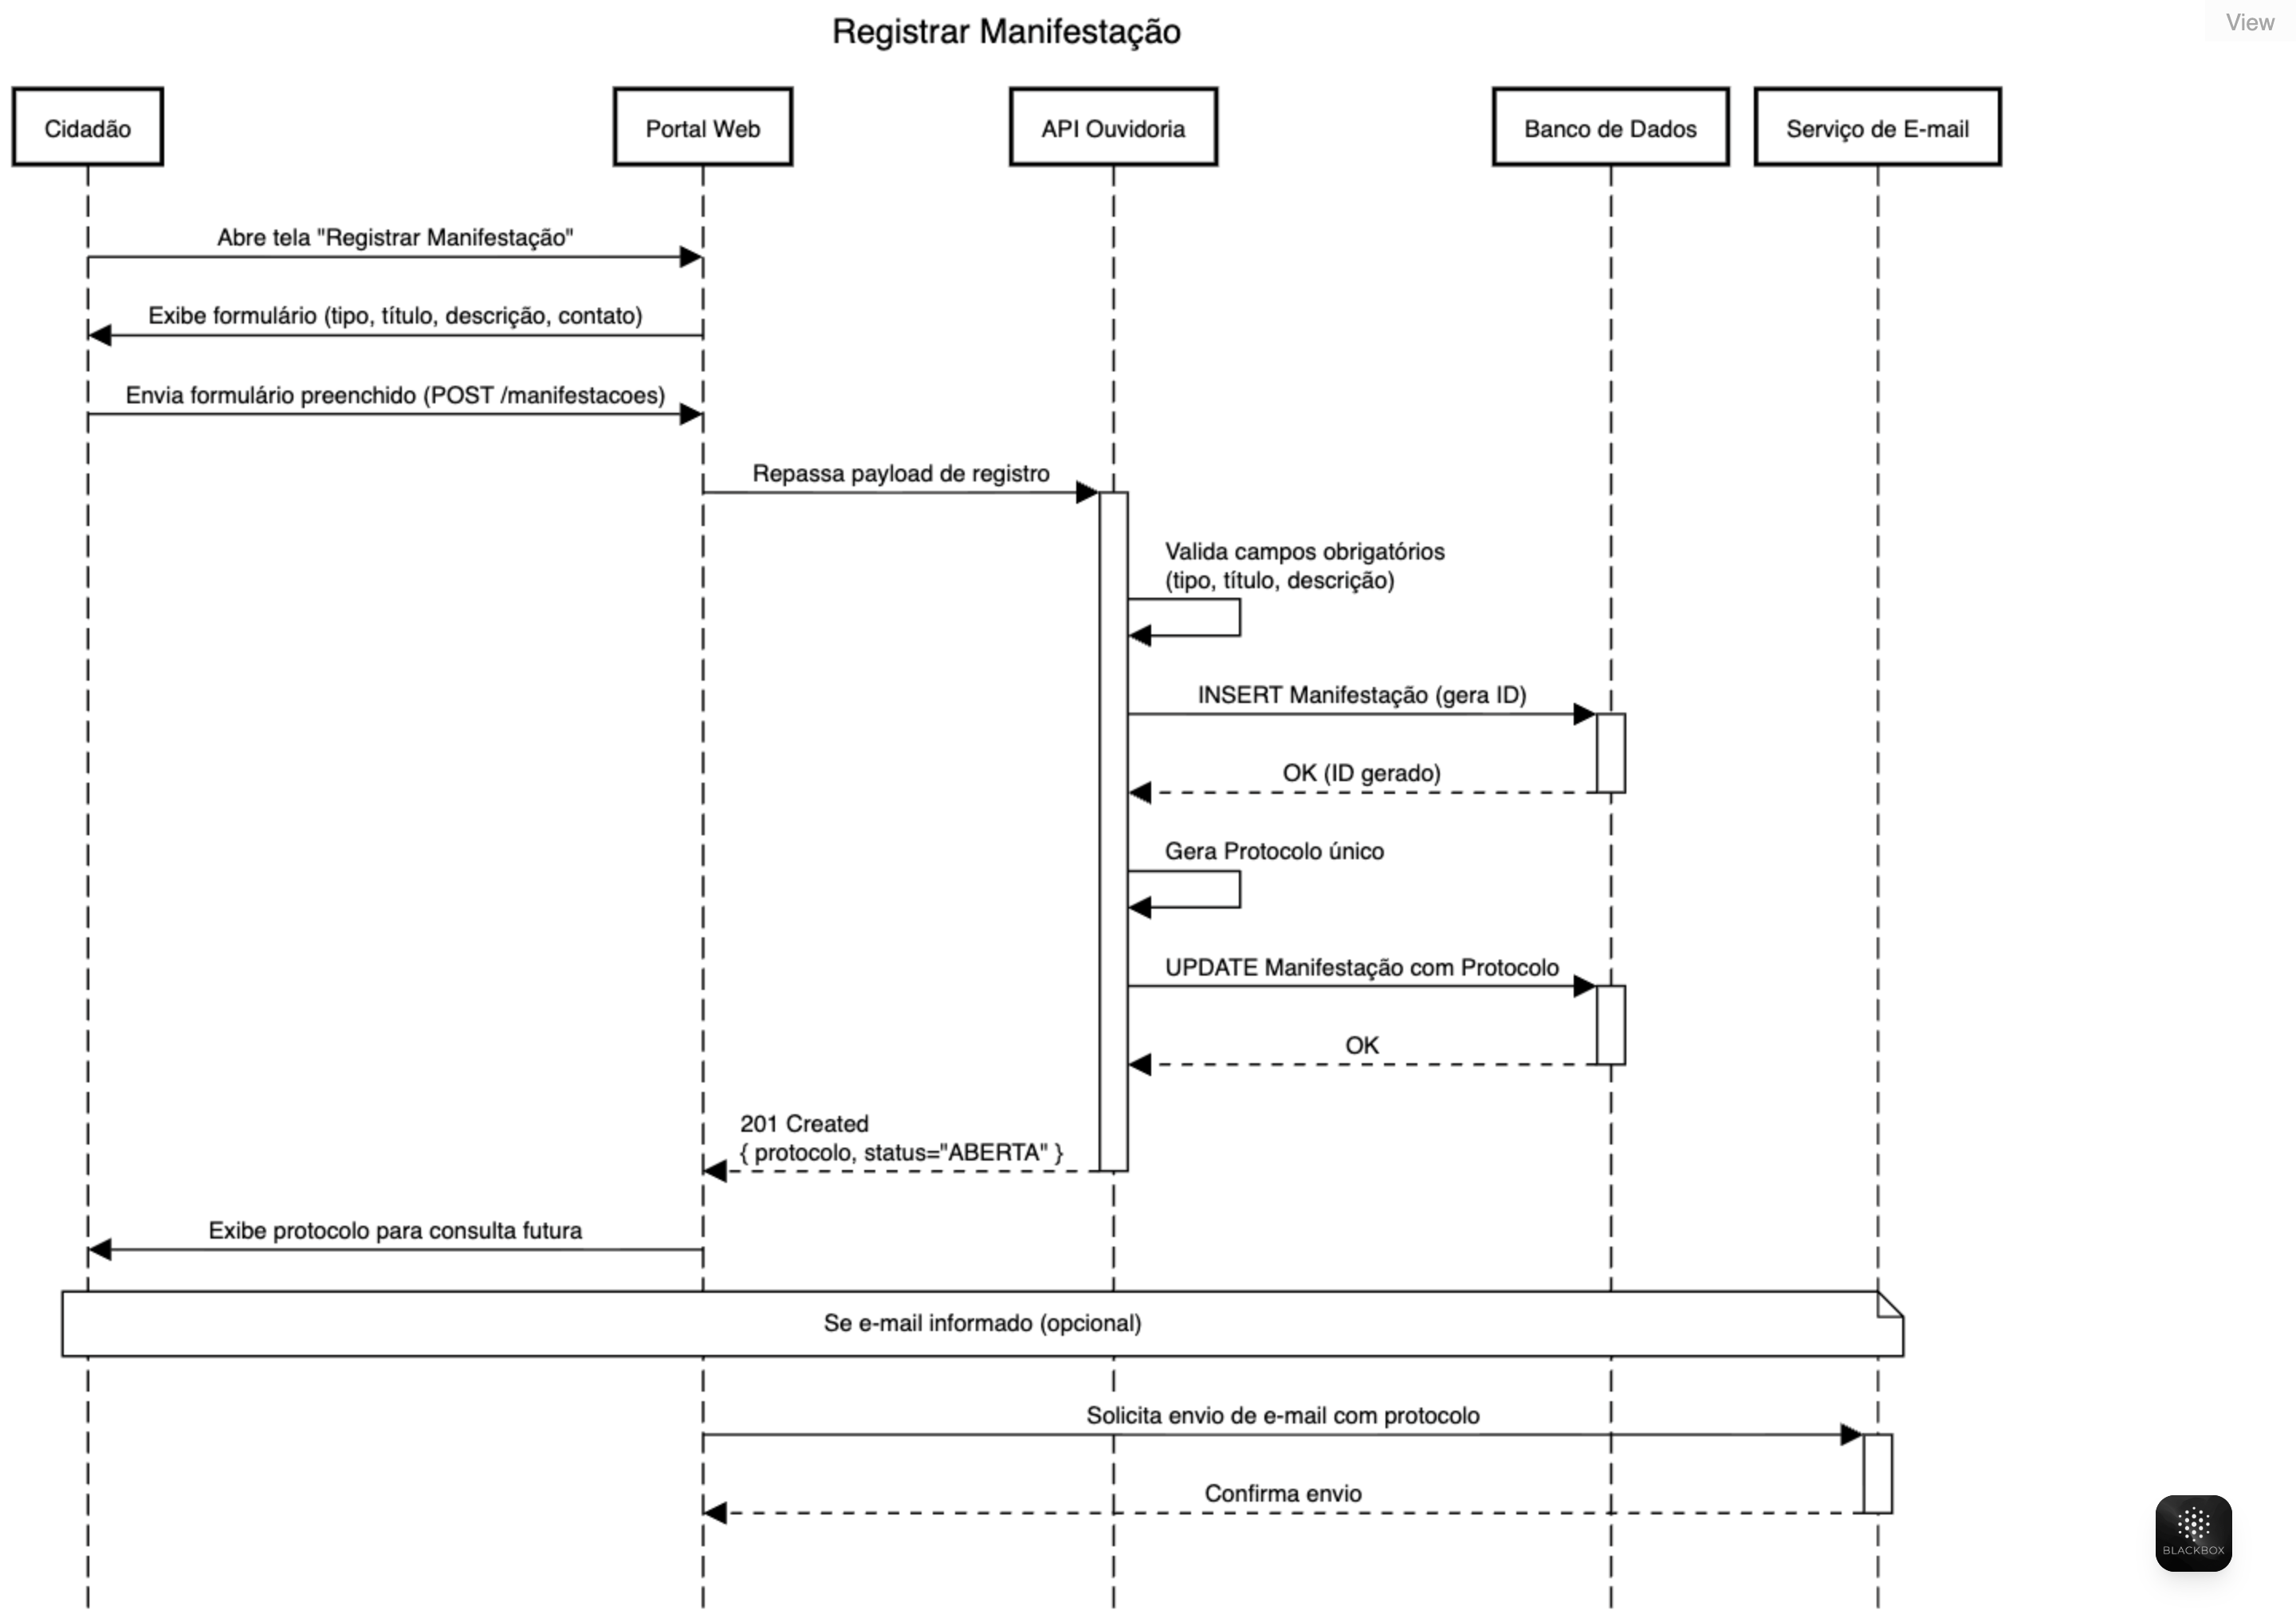 Registrar Manifestação
View
Cidadão
Portal Web
API Ouvidoria
Banco de Dados
Serviço de E-mail
Abre tela "Registrar Manifestação"
Exibe formulário (tipo, título, descrição, contato)
Envia formulário preenchido (POST /manifestacoes)
Repassa payload de registro
Valida campos obrigatórios
(tipo, título, descrição)
INSERT Manifestação (gera ID)
OK (ID gerado)
Gera Protocolo único
UPDATE Manifestação com Protocolo
OK
201 Created
{ protocolo, status="ABERTA" }
Exibe protocolo para consulta futura
Se e-mail informado (opcional)
Solicita envio de e-mail com protocolo
Confirma envio
BLACKBOX